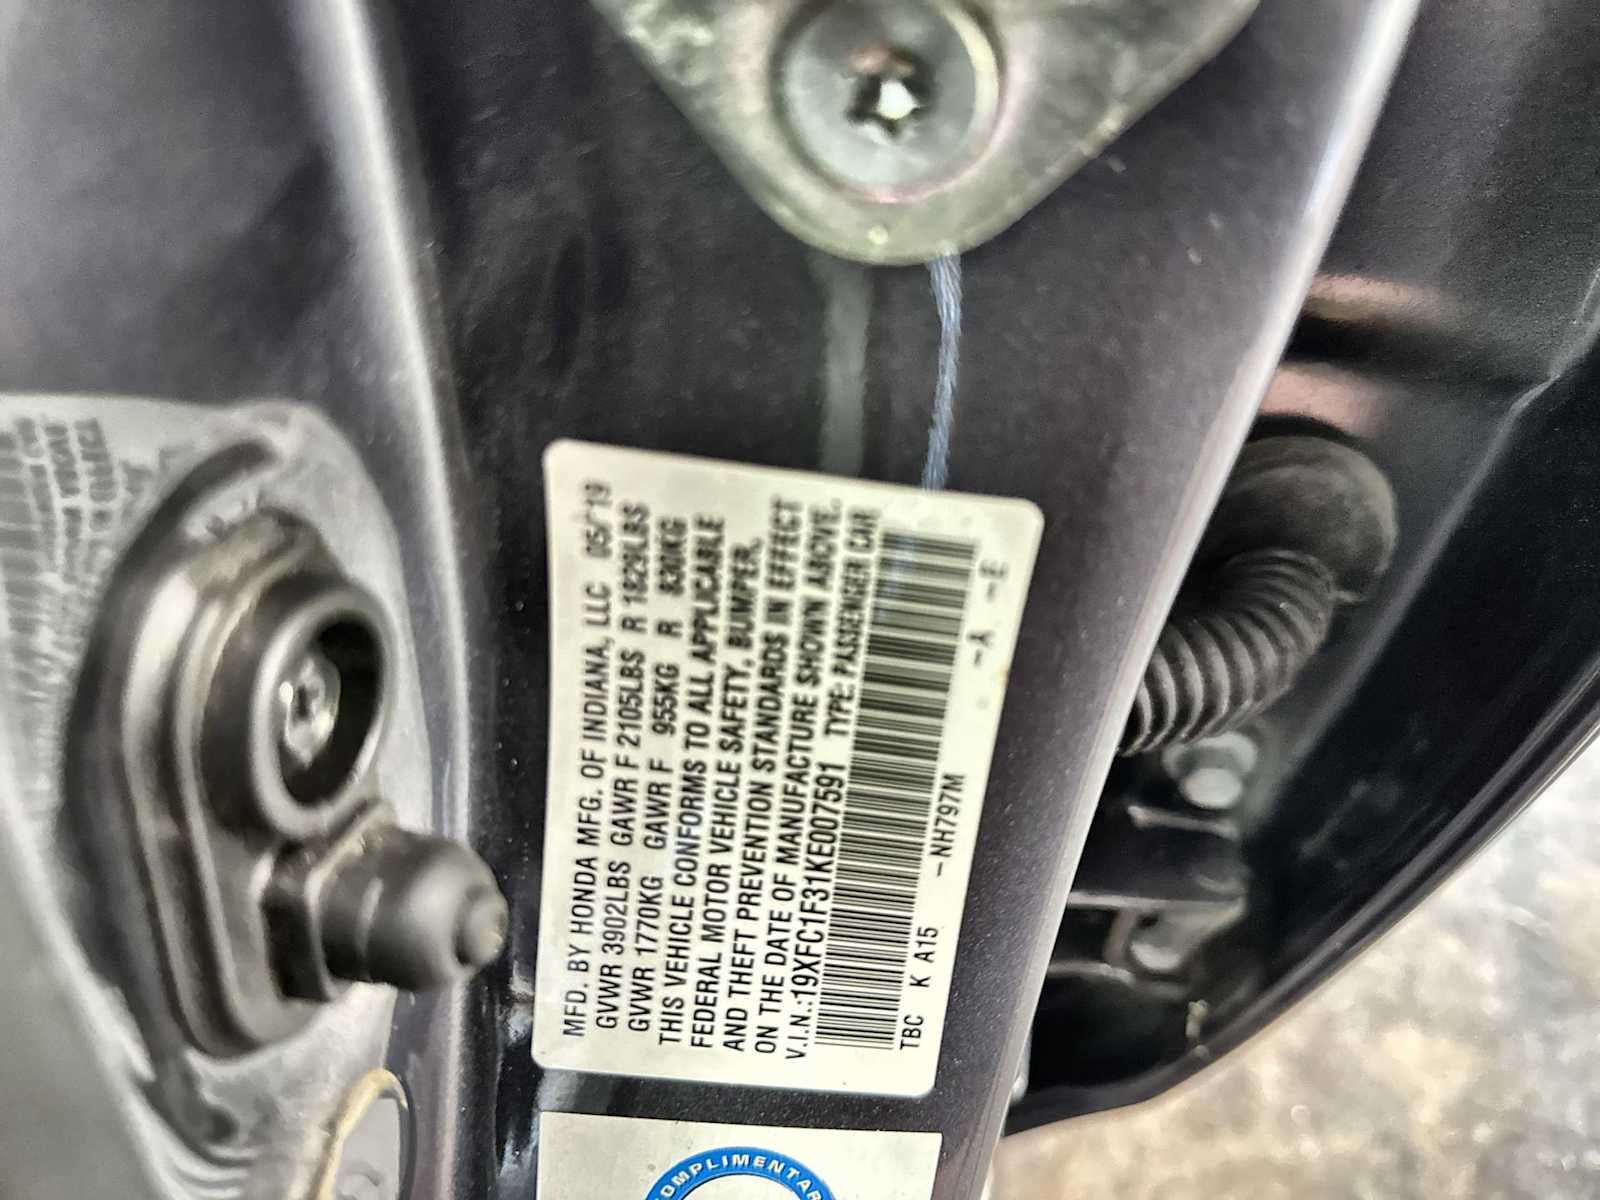 MFD. BY HONDA MFG. OF INDIANA, LLC 05/19
GVWR 3902LBS GAWR F 2105LBS R 1829LBS
GVWR 1770KG GAWR F 955KG R 830KG
THIS VEHICLE CONFORMS TO ALL APPLICABLE
FEDERAL MOTOR VEHICLE SAFETY, BUMPER,
AND THEFT PREVENTION STANDARDS IN EFFECT
ON THE DATE OF MANUFACTURE SHOWN ABOVE.
V.I.N.:19XFC1F31KE007591 TYPE: PASSENGER CAR
TBC K A15 -NH797M -A -E
COMPLIMENTAR